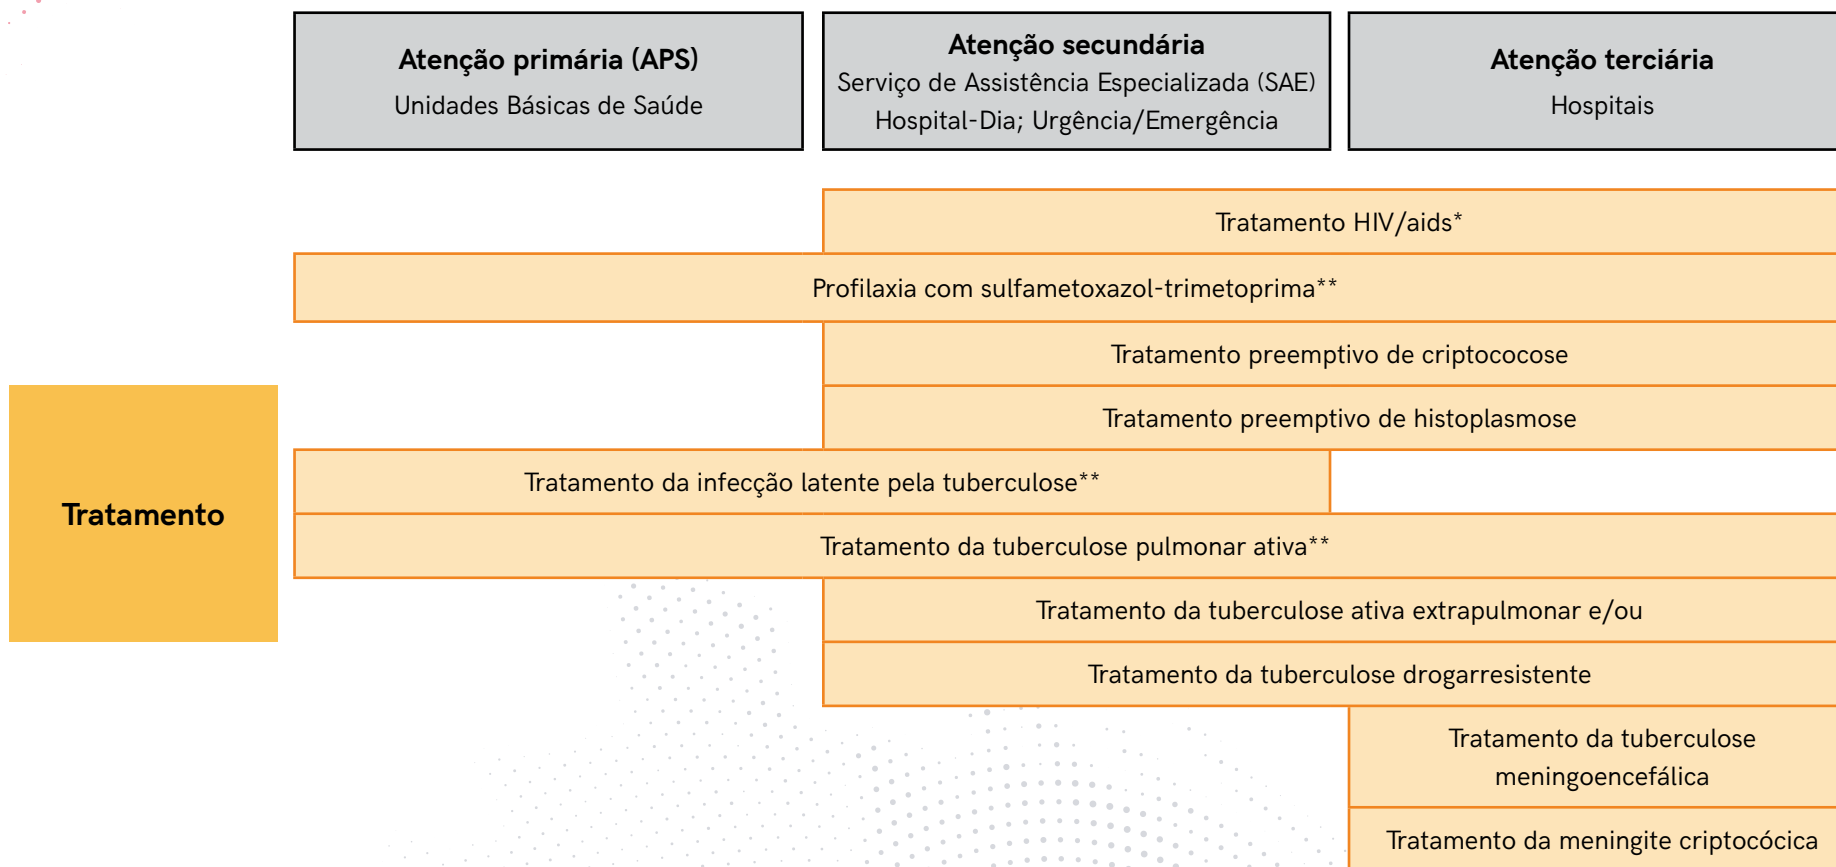 Atenção primária (APS)
Unidades Básicas de Saúde
Atenção secundária
Serviço de Assistência Especializada (SAE)
Hospital-Dia; Urgência/Emergência
Atenção terciária
Hospitais
Tratamento
Tratamento HIV/aids*
Profilaxia com sulfametoxazol-trimetoprima**
Tratamento preemptivo de criptococose
Tratamento preemptivo de histoplasmose
Tratamento da infecção latente pela tuberculose**
Tratamento da tuberculose pulmonar ativa**
Tratamento da tuberculose ativa extrapulmonar e/ou
Tratamento da tuberculose drogarresistente
Tratamento da tuberculose
meningoencefálica
Tratamento da meningite criptocócica